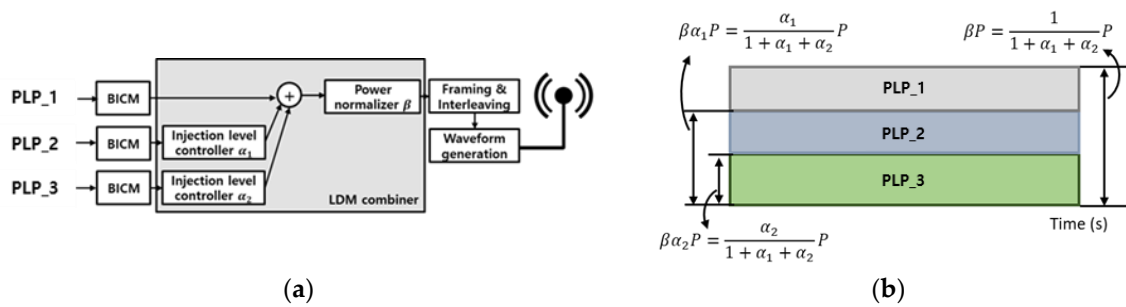 PLP_1
BICM
PLP_2
BICM
Injection level
controller α₁
PLP_3
BICM
Injection level
controller α₂
+
Power
normalizer β
LDM combiner
Framing &
Interleaving
Waveform
generation
(a)
βα₁P = α₁ / (1 + α₁ + α₂) P
βP = 1 / (1 + α₁ + α₂) P
PLP_1
PLP_2
PLP_3
Time (s)
βα₂P = α₂ / (1 + α₁ + α₂) P
(b)